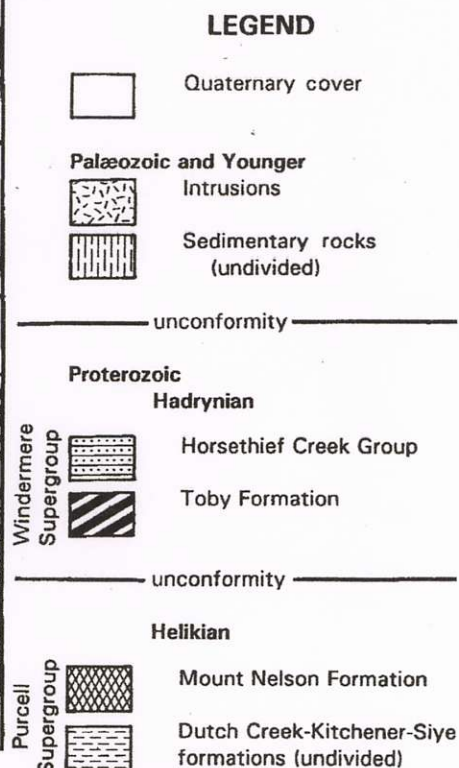 LEGEND
Quaternary cover
Palæozoic and Younger
Intrusions
Sedimentary rocks
(undivided)
unconformity
Proterozoic
Hadrynian
Windermere
Supergroup
Horsethief Creek Group
Toby Formation
unconformity
Helikian
Purcell
Supergroup
Mount Nelson Formation
Dutch Creek-Kitchener-Siye
formations (undivided)